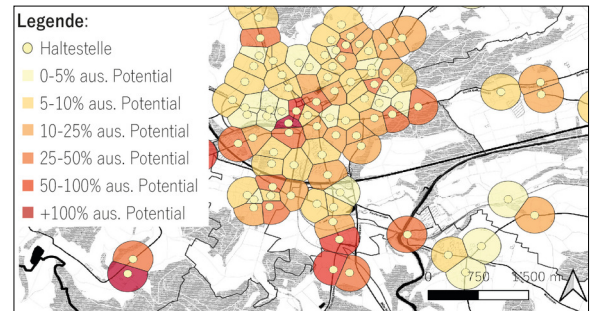 Legende:
Haltestelle
0-5% aus. Potential
5-10% aus. Potential
10-25% aus. Potential
25-50% aus. Potential
50-100% aus. Potential
+100% aus. Potential
0 750 1'500 m